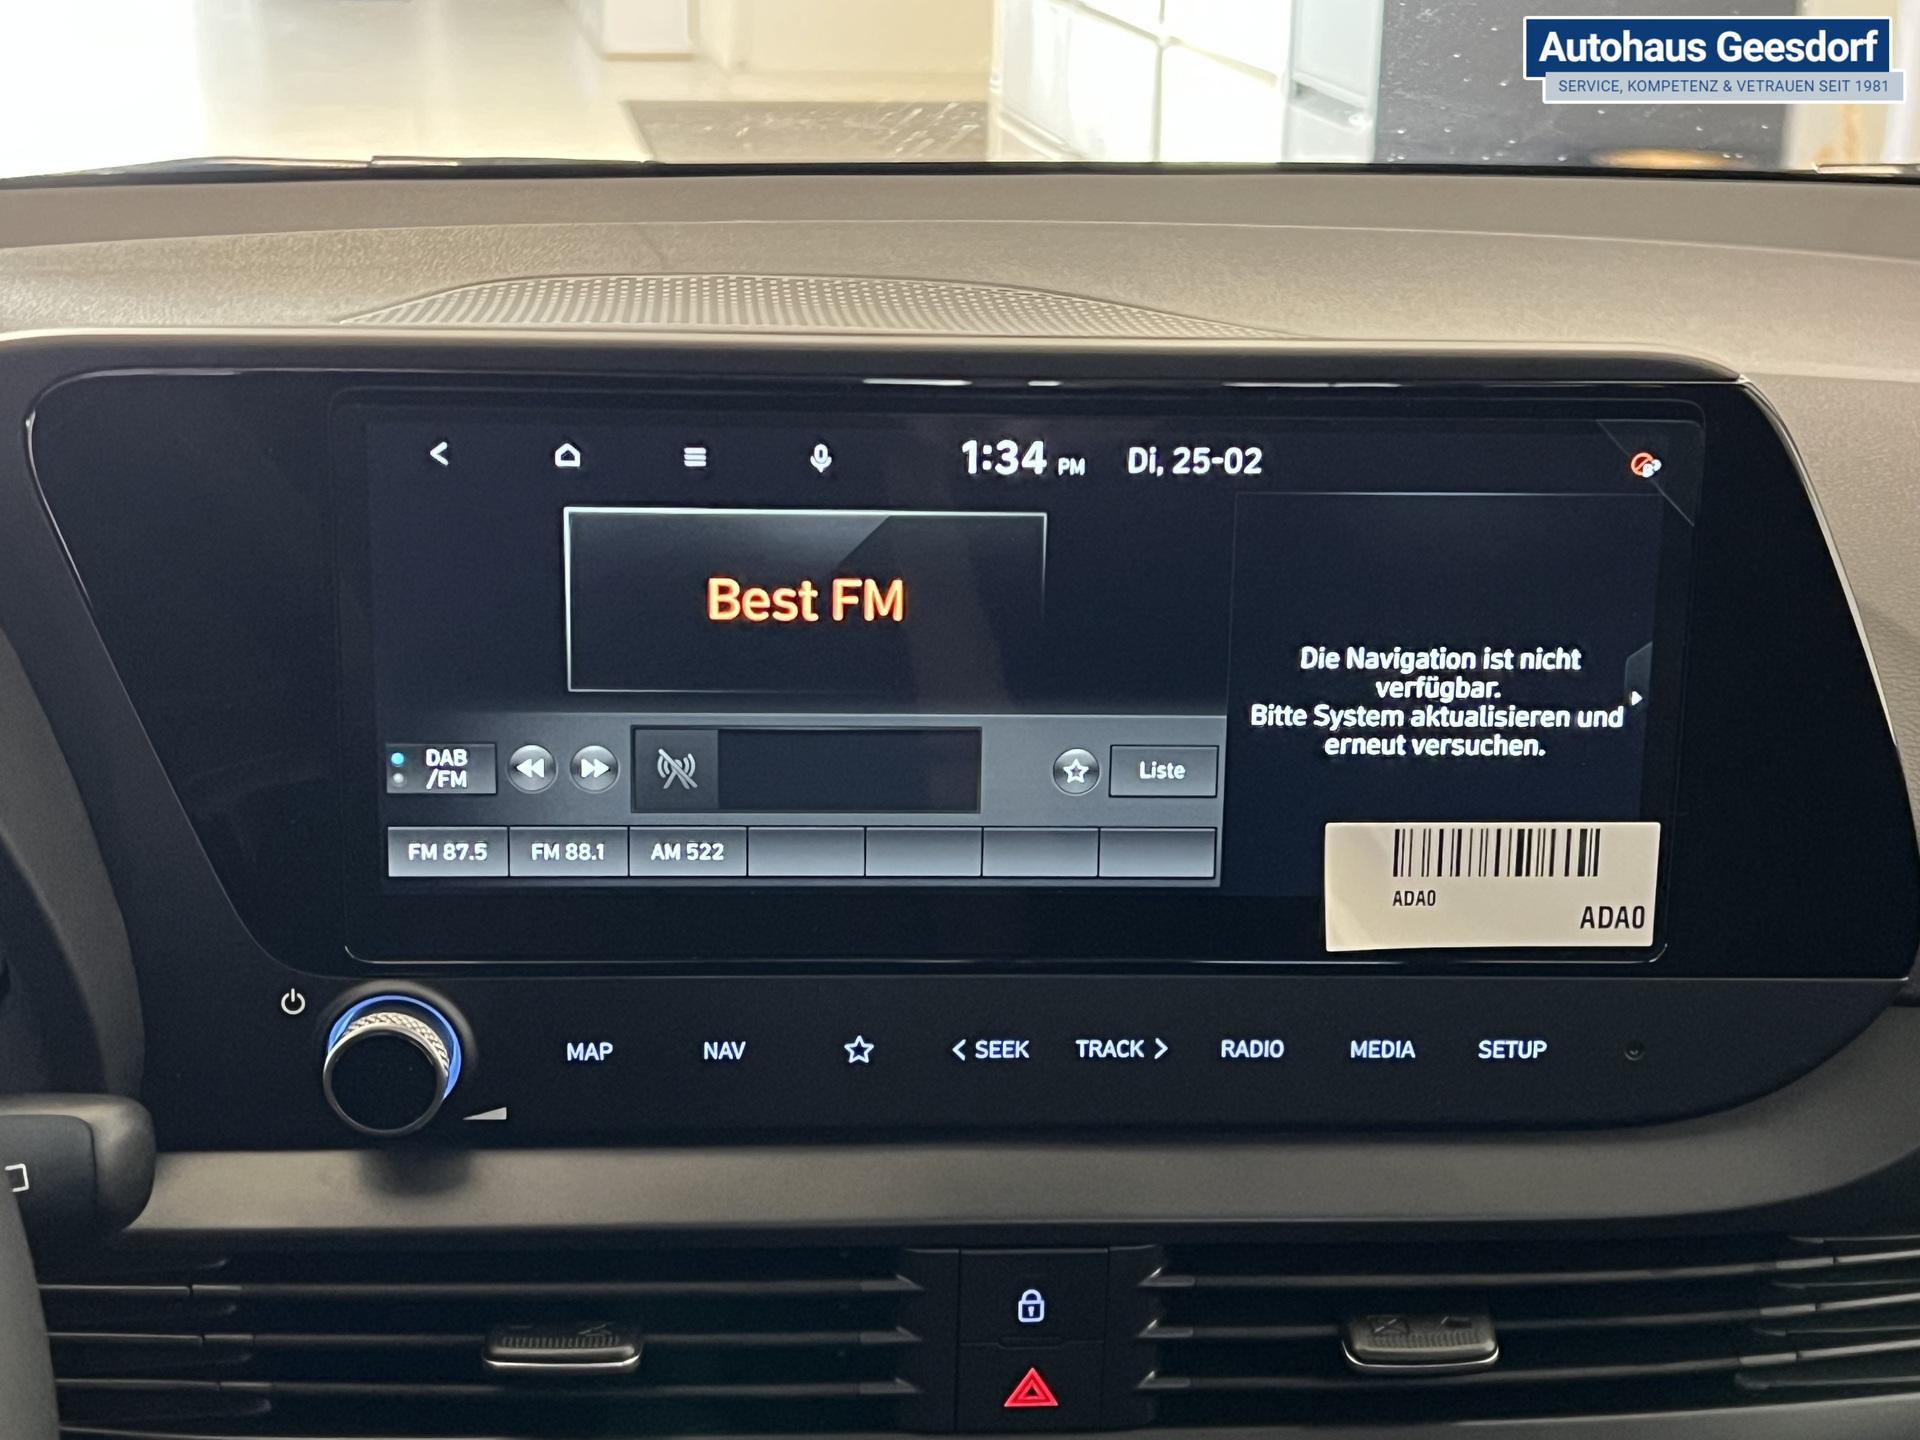 Autohaus Geesdorf
SERVICE, KOMPETENZ & VETRAUEN SEIT 1981
1:34 PM Di, 25-02
Best FM
Die Navigation ist nicht
verfügbar.
Bitte System aktualisieren und
erneut versuchen.
DAB
/FM
Liste
FM 87.5 FM 88.1 AM 522
ADA0
ADA0
MAP NAV < SEEK TRACK > RADIO MEDIA SETUP